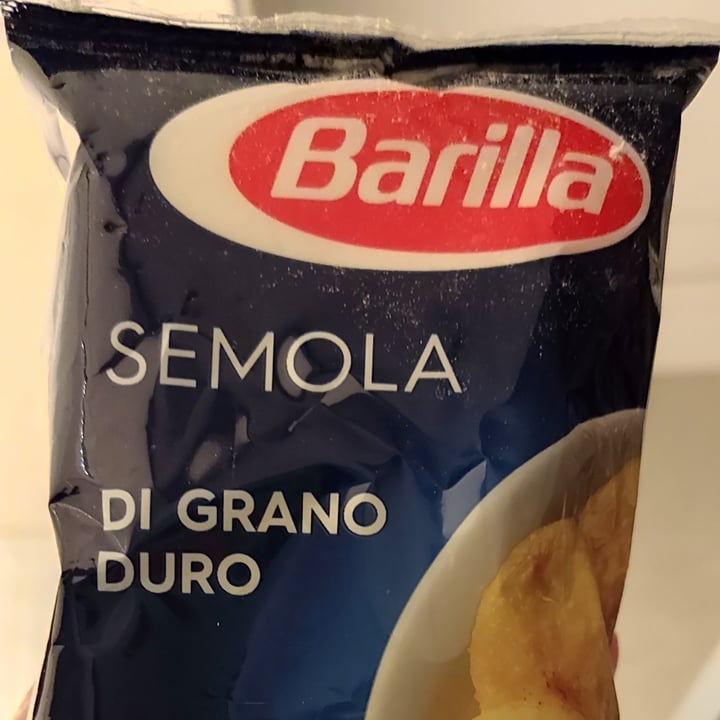 Barilla
SEMOLA
DI GRANO
DURO